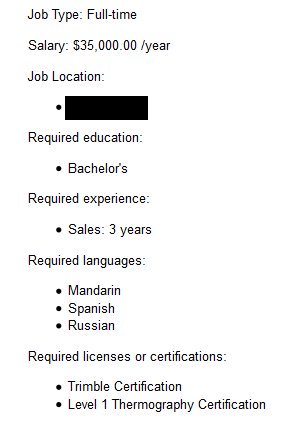 Job Type: Full-time
Salary: $35,000.00 /year
Job Location:
•
Required education:
• Bachelor's
Required experience:
• Sales: 3 years
Required languages:
• Mandarin
• Spanish
• Russian
Required licenses or certifications:
• Trimble Certification
• Level 1 Thermography Certification